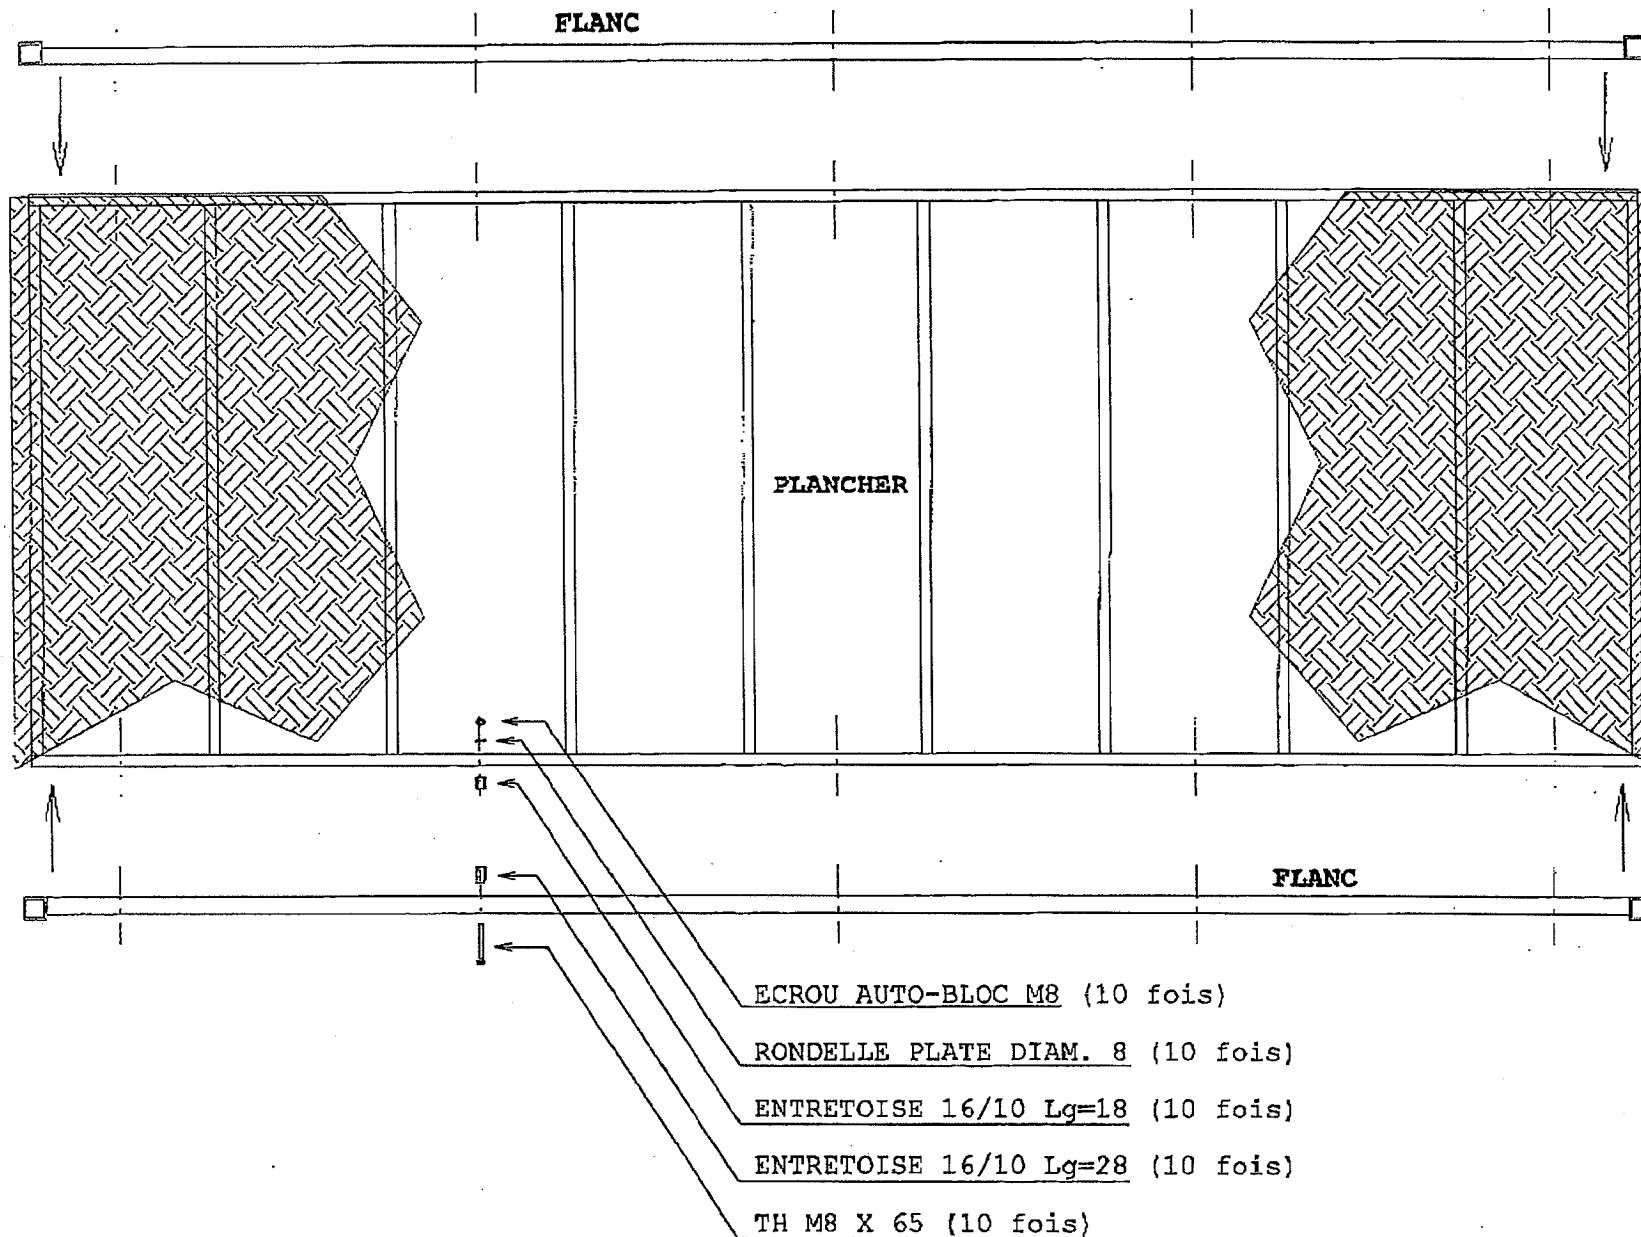 FLANC
PLANCHER
FLANC
ECROU AUTO-BLOC M8 (10 fois)
RONDELLE PLATE DIAM. 8 (10 fois)
ENTRETOISE 16/10 Lg=18 (10 fois)
ENTRETOISE 16/10 Lg=28 (10 fois)
TH M8 X 65 (10 fois)